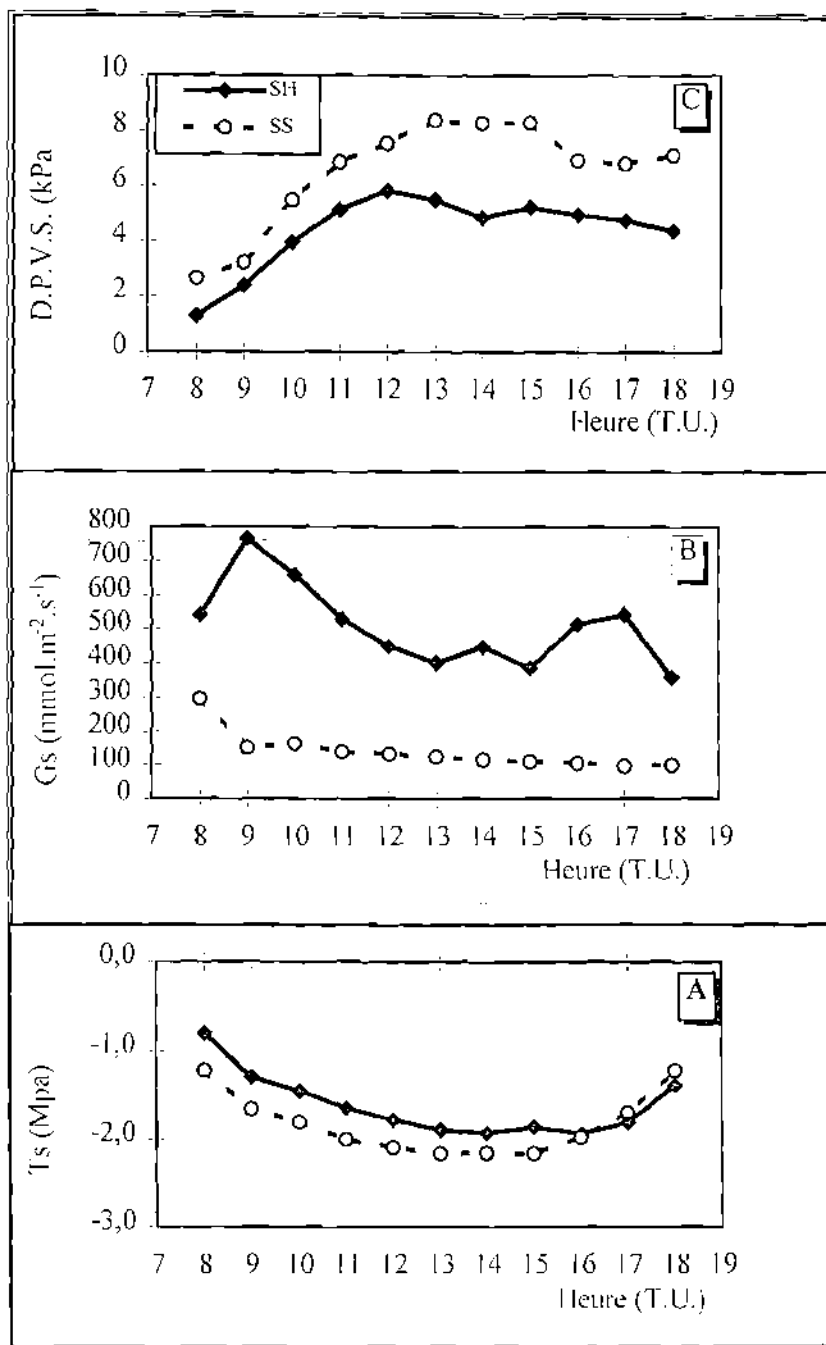 10
8
6
4
2
0
D.P.V.S. (kPa
SH
SS
C
7 8 9 10 11 12 13 14 15 16 17 18 19
Heure (T.U.)
800
700
600
500
400
300
200
100
0
Gs (mmol.m⁻².s⁻¹)
B
7 8 9 10 11 12 13 14 15 16 17 18 19
Heure (T.U.)
0,0
-1,0
-2,0
-3,0
Ts (Mpa)
A
7 8 9 10 11 12 13 14 15 16 17 18 19
Heure (T.U.)